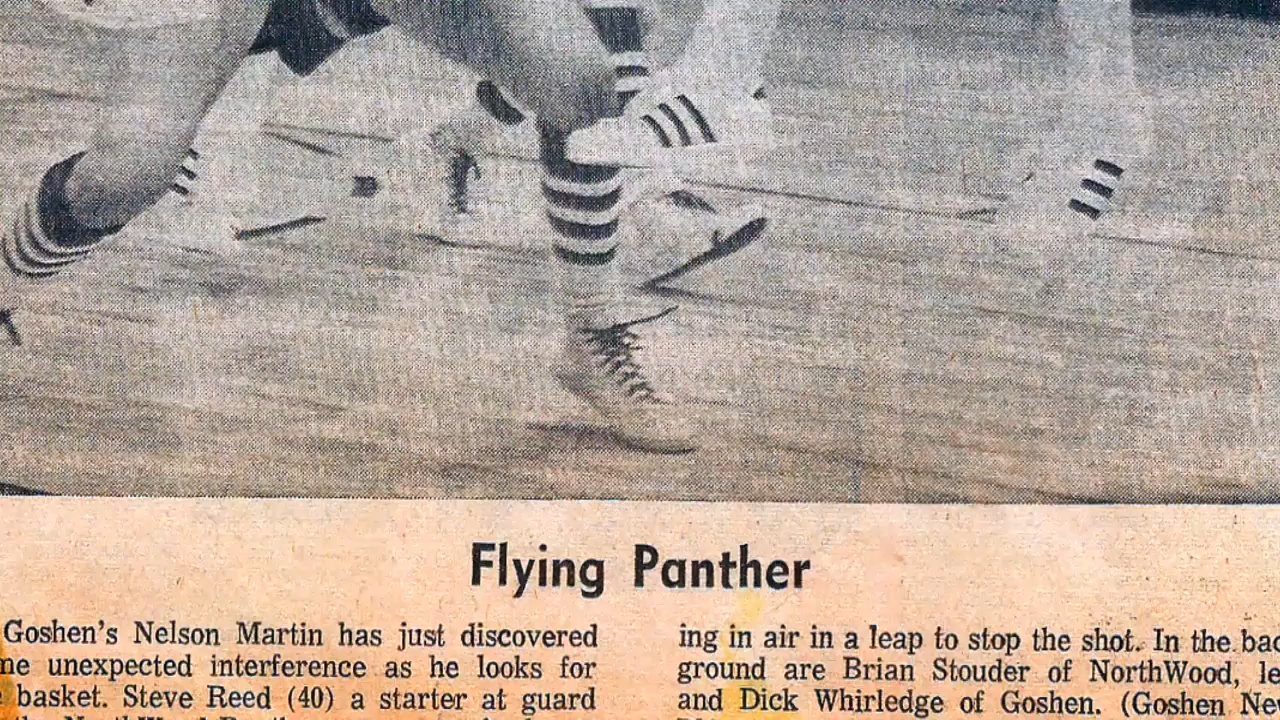 Flying Panther
Goshen's Nelson Martin has just discovered
me unexpected interference as he looks for
basket. Steve Reed (40) a starter at guard
ing in air in a leap to stop the shot. In the bac
ground are Brian Stouder of NorthWood, le
and Dick Whirledge of Goshen. (Goshen Ne